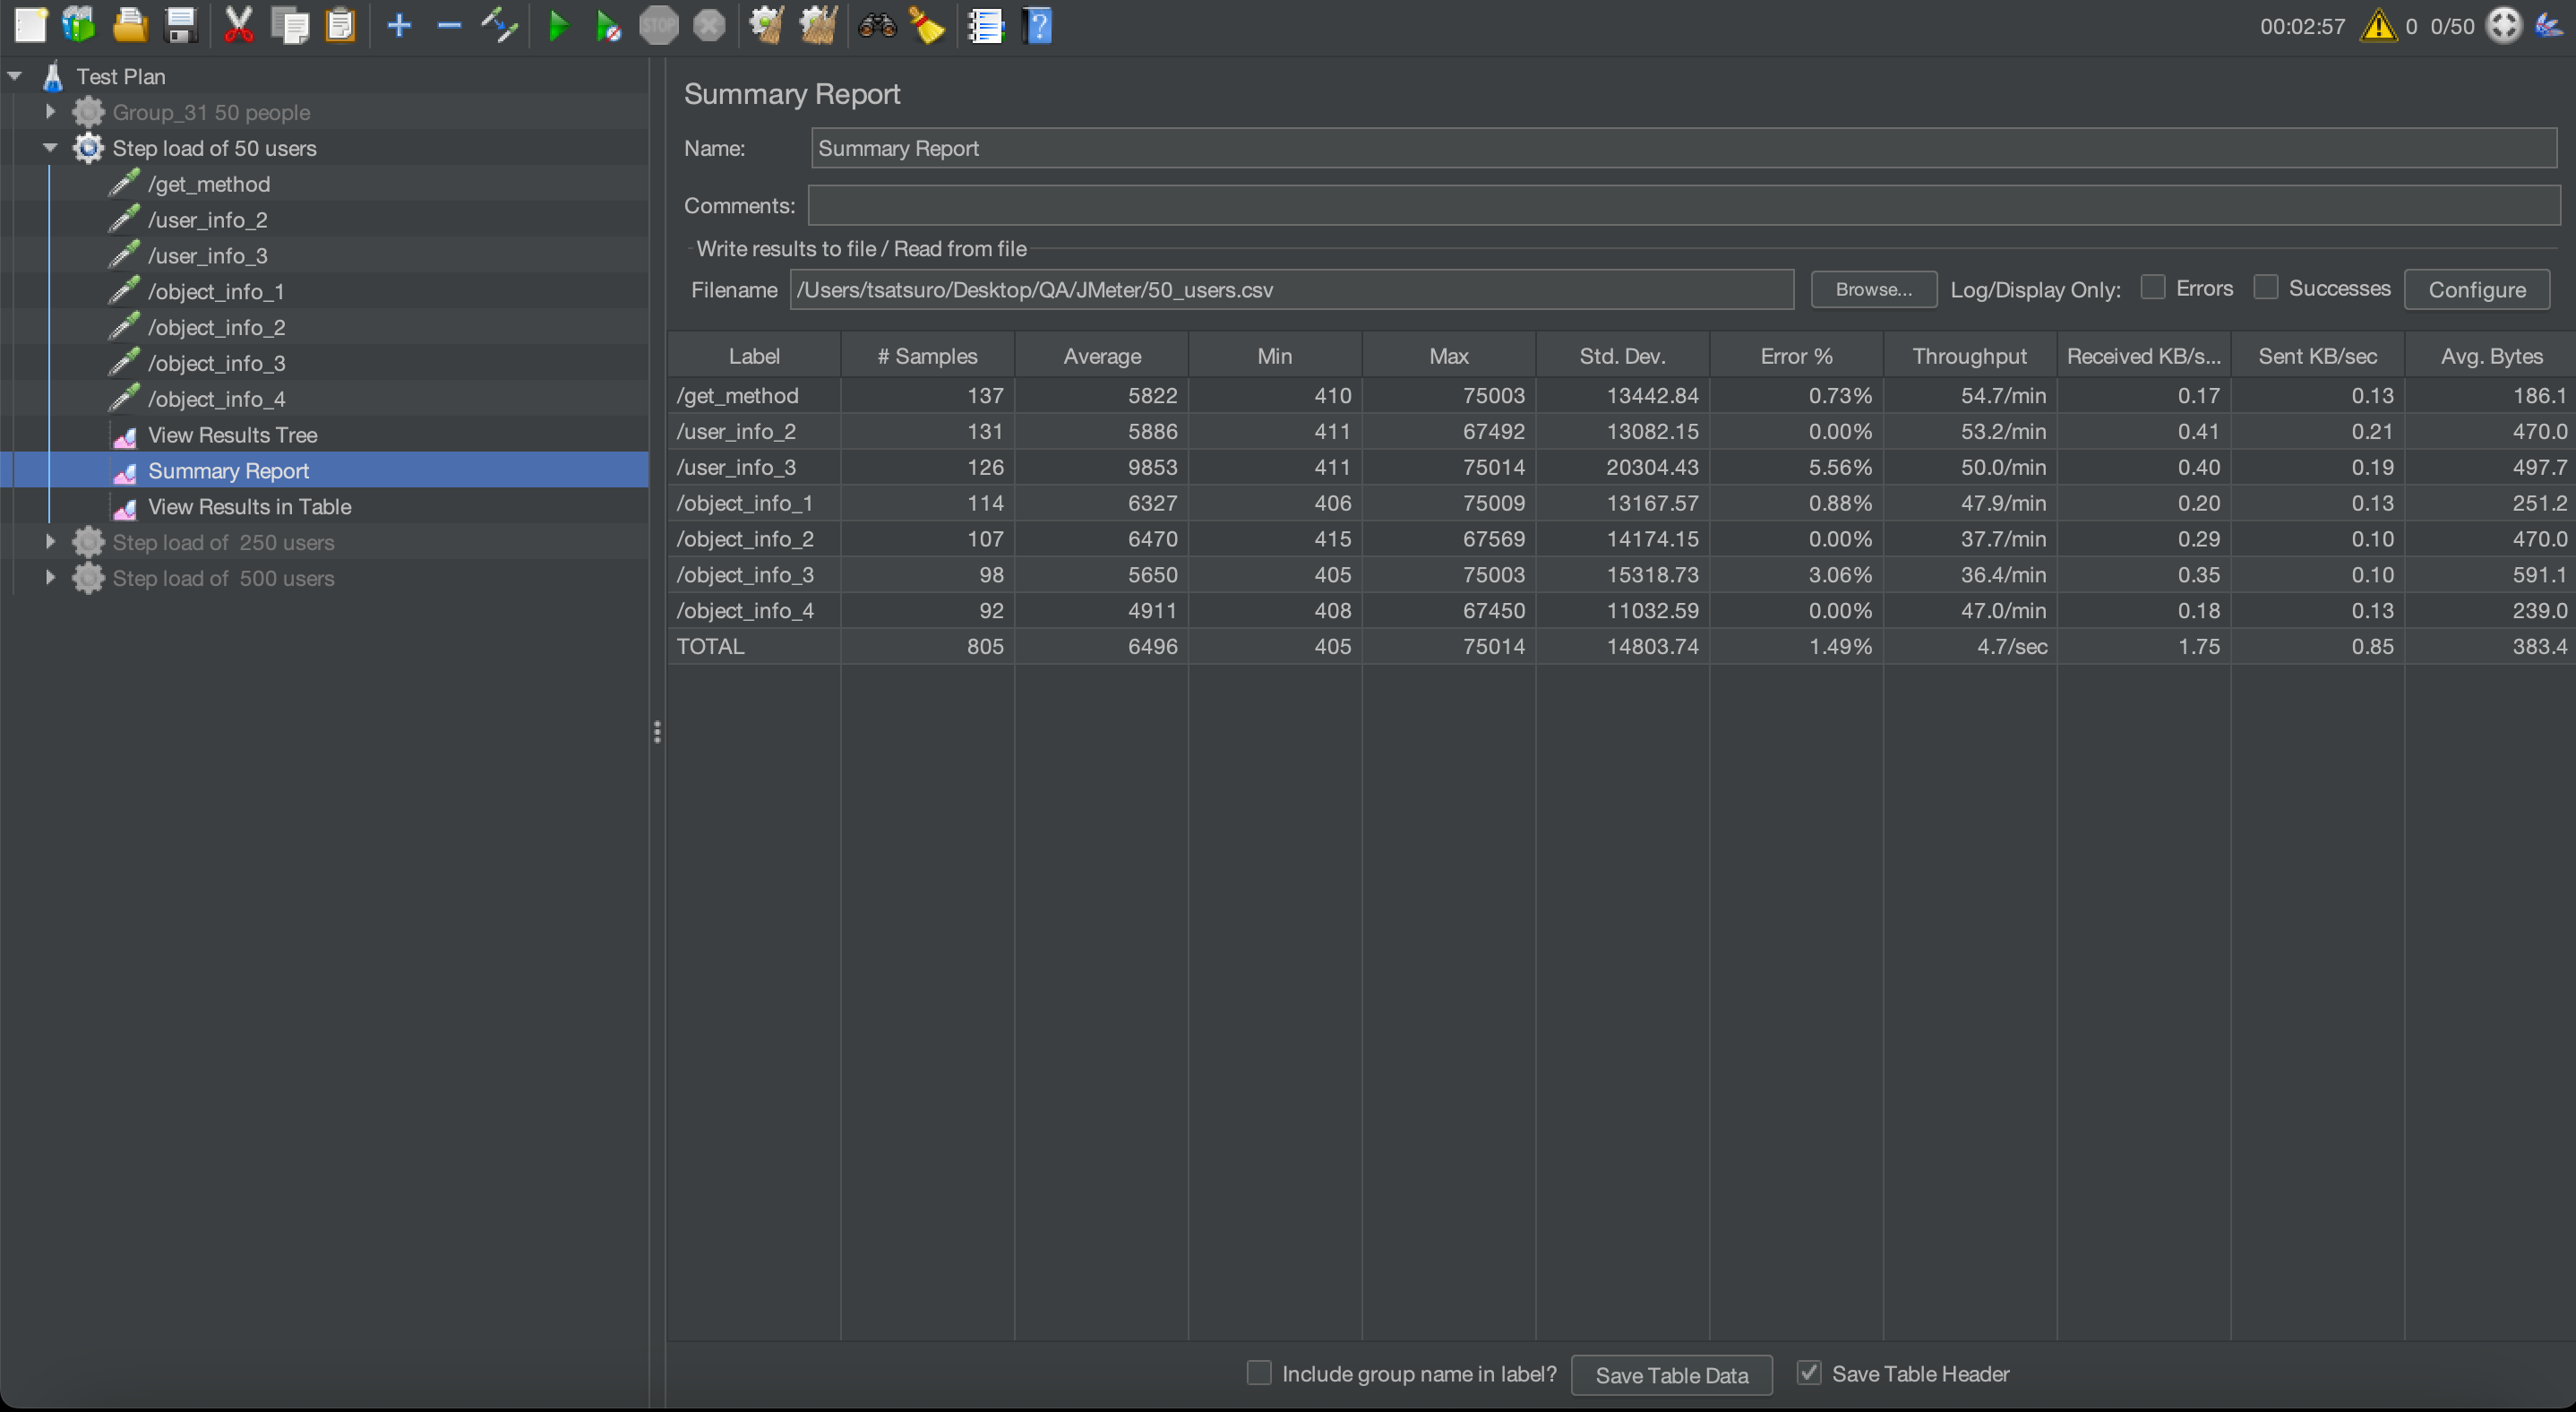 STOP
?
00:02:57
0
0/50
Test Plan
Group_31 50 people
Step load of 50 users
/get_method
/user_info_2
/user_info_3
/object_info_1
/object_info_2
/object_info_3
/object_info_4
View Results Tree
Summary Report
View Results in Table
Step load of  250 users
Step load of  500 users
Summary Report
Name: Summary Report
Comments:
Write results to file / Read from file
Filename /Users/tsatsuro/Desktop/QA/JMeter/50_users.csv Browse... Log/Display Only: Errors Successes Configure
Label # Samples Average Min Max Std. Dev. Error % Throughput Received KB/s... Sent KB/sec Avg. Bytes
/get_method 137 5822 410 75003 13442.84 0.73% 54.7/min 0.17 0.13 186.1
/user_info_2 131 5886 411 67492 13082.15 0.00% 53.2/min 0.41 0.21 470.0
/user_info_3 126 9853 411 75014 20304.43 5.56% 50.0/min 0.40 0.19 497.7
/object_info_1 114 6327 406 75009 13167.57 0.88% 47.9/min 0.20 0.13 251.2
/object_info_2 107 6470 415 67569 14174.15 0.00% 37.7/min 0.29 0.10 470.0
/object_info_3 98 5650 405 75003 15318.73 3.06% 36.4/min 0.35 0.10 591.1
/object_info_4 92 4911 408 67450 11032.59 0.00% 47.0/min 0.18 0.13 239.0
TOTAL 805 6496 405 75014 14803.74 1.49% 4.7/sec 1.75 0.85 383.4
Include group name in label? Save Table Data Save Table Header